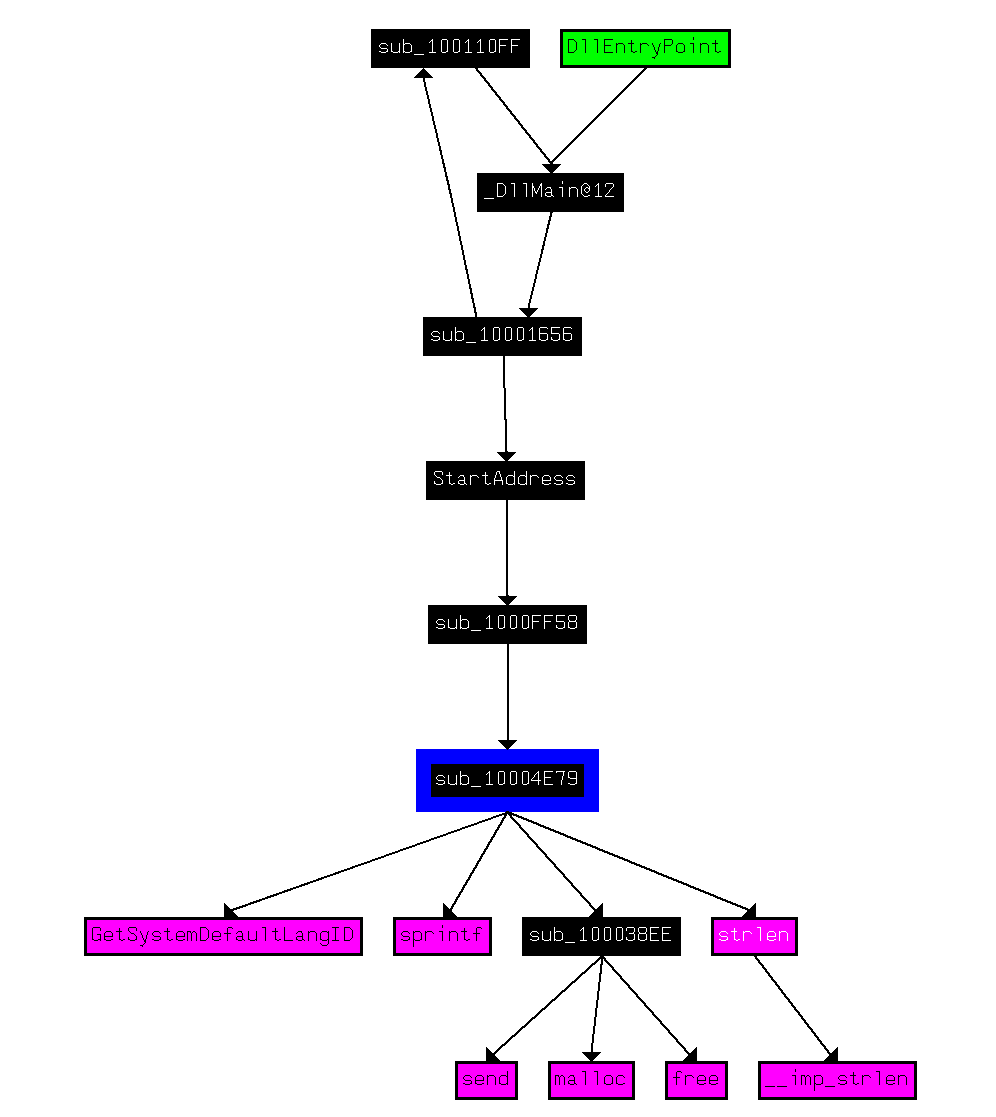 sub_100110FF
DllEntryPoint
_DllMain@12
sub_10001656
StartAddress
sub_1000FF58
sub_10004E79
GetSystemDefaultLangID
sprintf
sub_100038EE
strlen
send
malloc
free
__imp_strlen